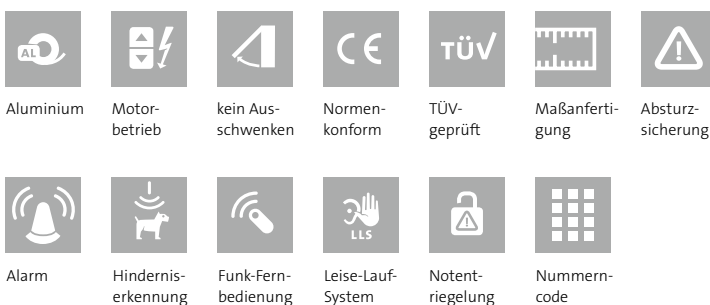 AL
CE
TÜV
Aluminium
Motor-
betrieb
kein Aus-
schwenken
Normen-
konform
TÜV-
geprüft
Maßanferti-
gung
Absturz-
sicherung
LLS
Alarm
Hindernis-
erkennung
Funk-Fern-
bedienung
Leise-Lauf-
System
Notent-
riegelung
Nummern-
code